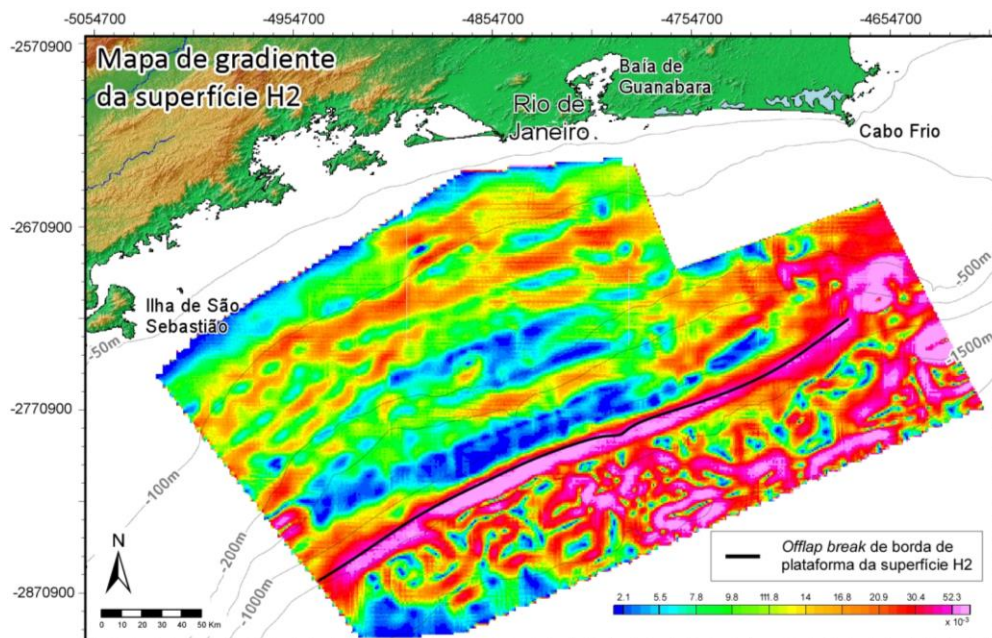 -5054700 -4954700 -4854700 -4754700 -4654700
-2570900
Mapa de gradiente
da superfície H2
Baía de
Guanabara
Rio de
Janeiro
Cabo Frio
-2670900
-500m
Ilha de São
Sebastião
-50m
-1500m
-2770900
-100m
-200m
Offlap break de borda de
plataforma da superfície H2
N
-1000m
-2870900
0 10 20 30 40 50 Km
2.1 5.5 7.8 9.8 11.8 14 16.8 20.9 30.4 52.3
x 10-3